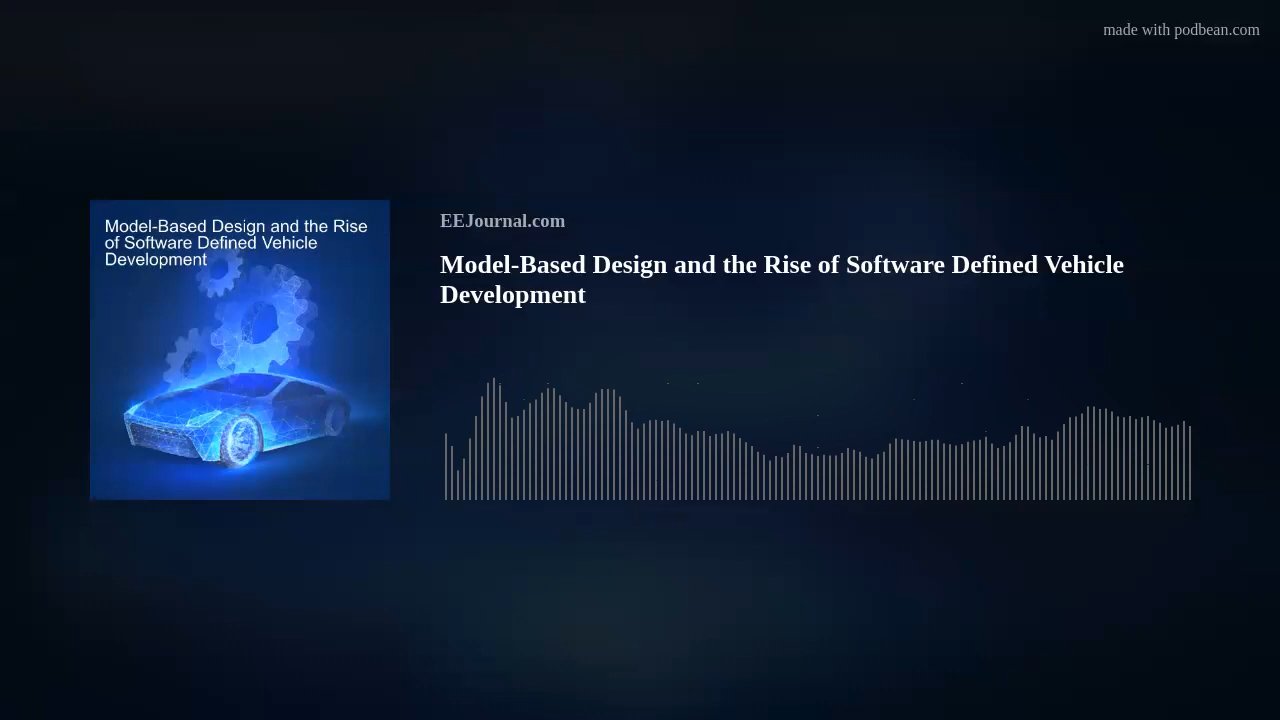 made with podbean.com
Model-Based Design and the Rise
of Software Defined Vehicle
Development
EEJournal.com
Model-Based Design and the Rise of Software Defined Vehicle
Development